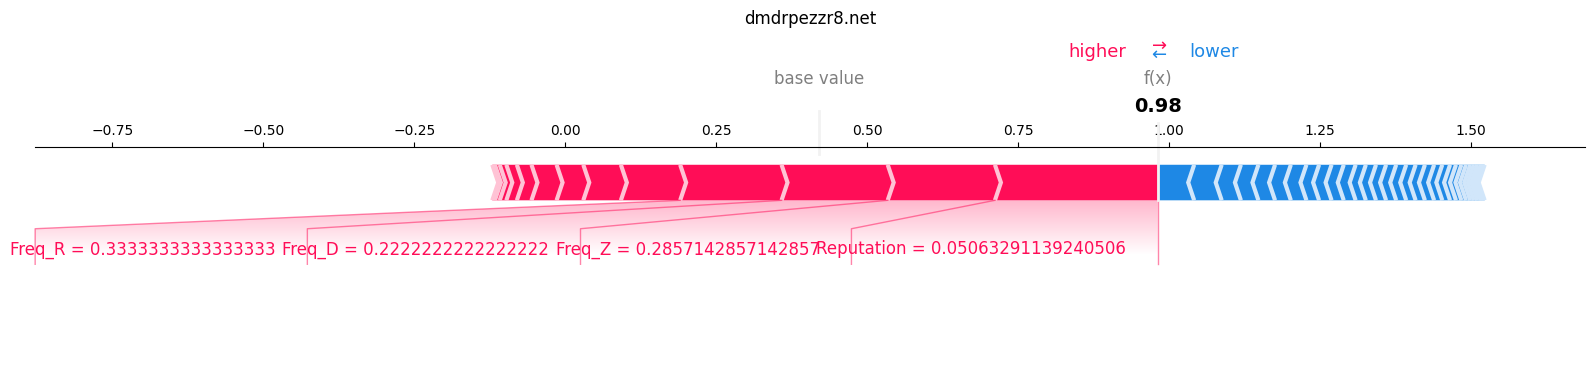 dmdrpezzr8.net
higher ⇄ lower
base value f(x)
0.98
−0.75 −0.50 −0.25 0.00 0.25 0.50 0.75 1.00 1.25 1.50
Freq_R = 0.3333333333333333 Freq_D = 0.2222222222222222 Freq_Z = 0.2857142857142857 Reputation = 0.05063291139240506